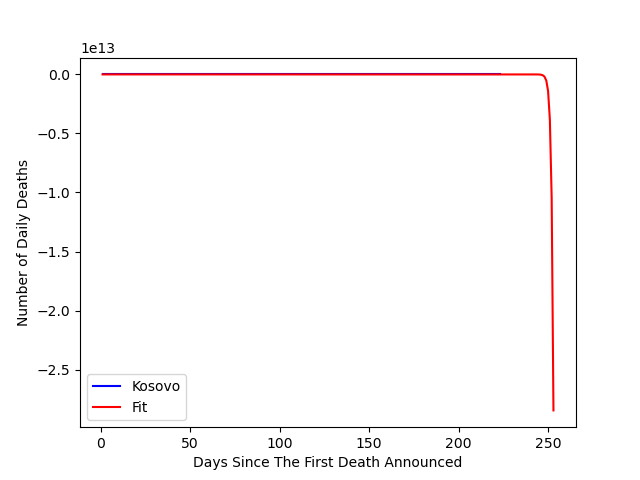 1e13
0.0
−0.5
−1.0
−1.5
−2.0
−2.5
Number of Daily Deaths
Kosovo
Fit
0 50 100 150 200 250
Days Since The First Death Announced